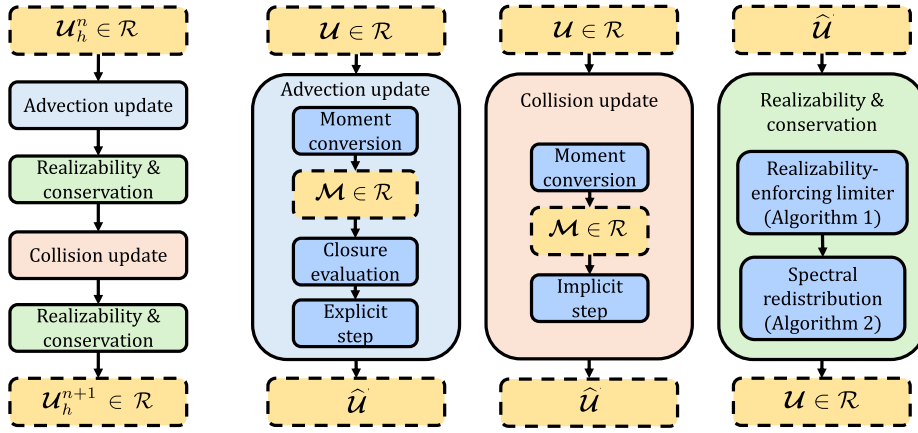 𝓤ₕⁿ ∈ ℛ
Advection update
Realizability &
conservation
Collision update
Realizability &
conservation
𝓤ₕⁿ⁺¹ ∈ ℛ
𝓤 ∈ ℛ
Advection update
Moment
conversion
𝓜 ∈ ℛ
Closure
evaluation
Explicit
step
𝓤̂
𝓤 ∈ ℛ
Collision update
Moment
conversion
𝓜 ∈ ℛ
Implicit
step
𝓤̂
𝓤̂
Realizability &
conservation
Realizability-
enforcing limiter
(Algorithm 1)
Spectral
redistribution
(Algorithm 2)
𝓤 ∈ ℛ